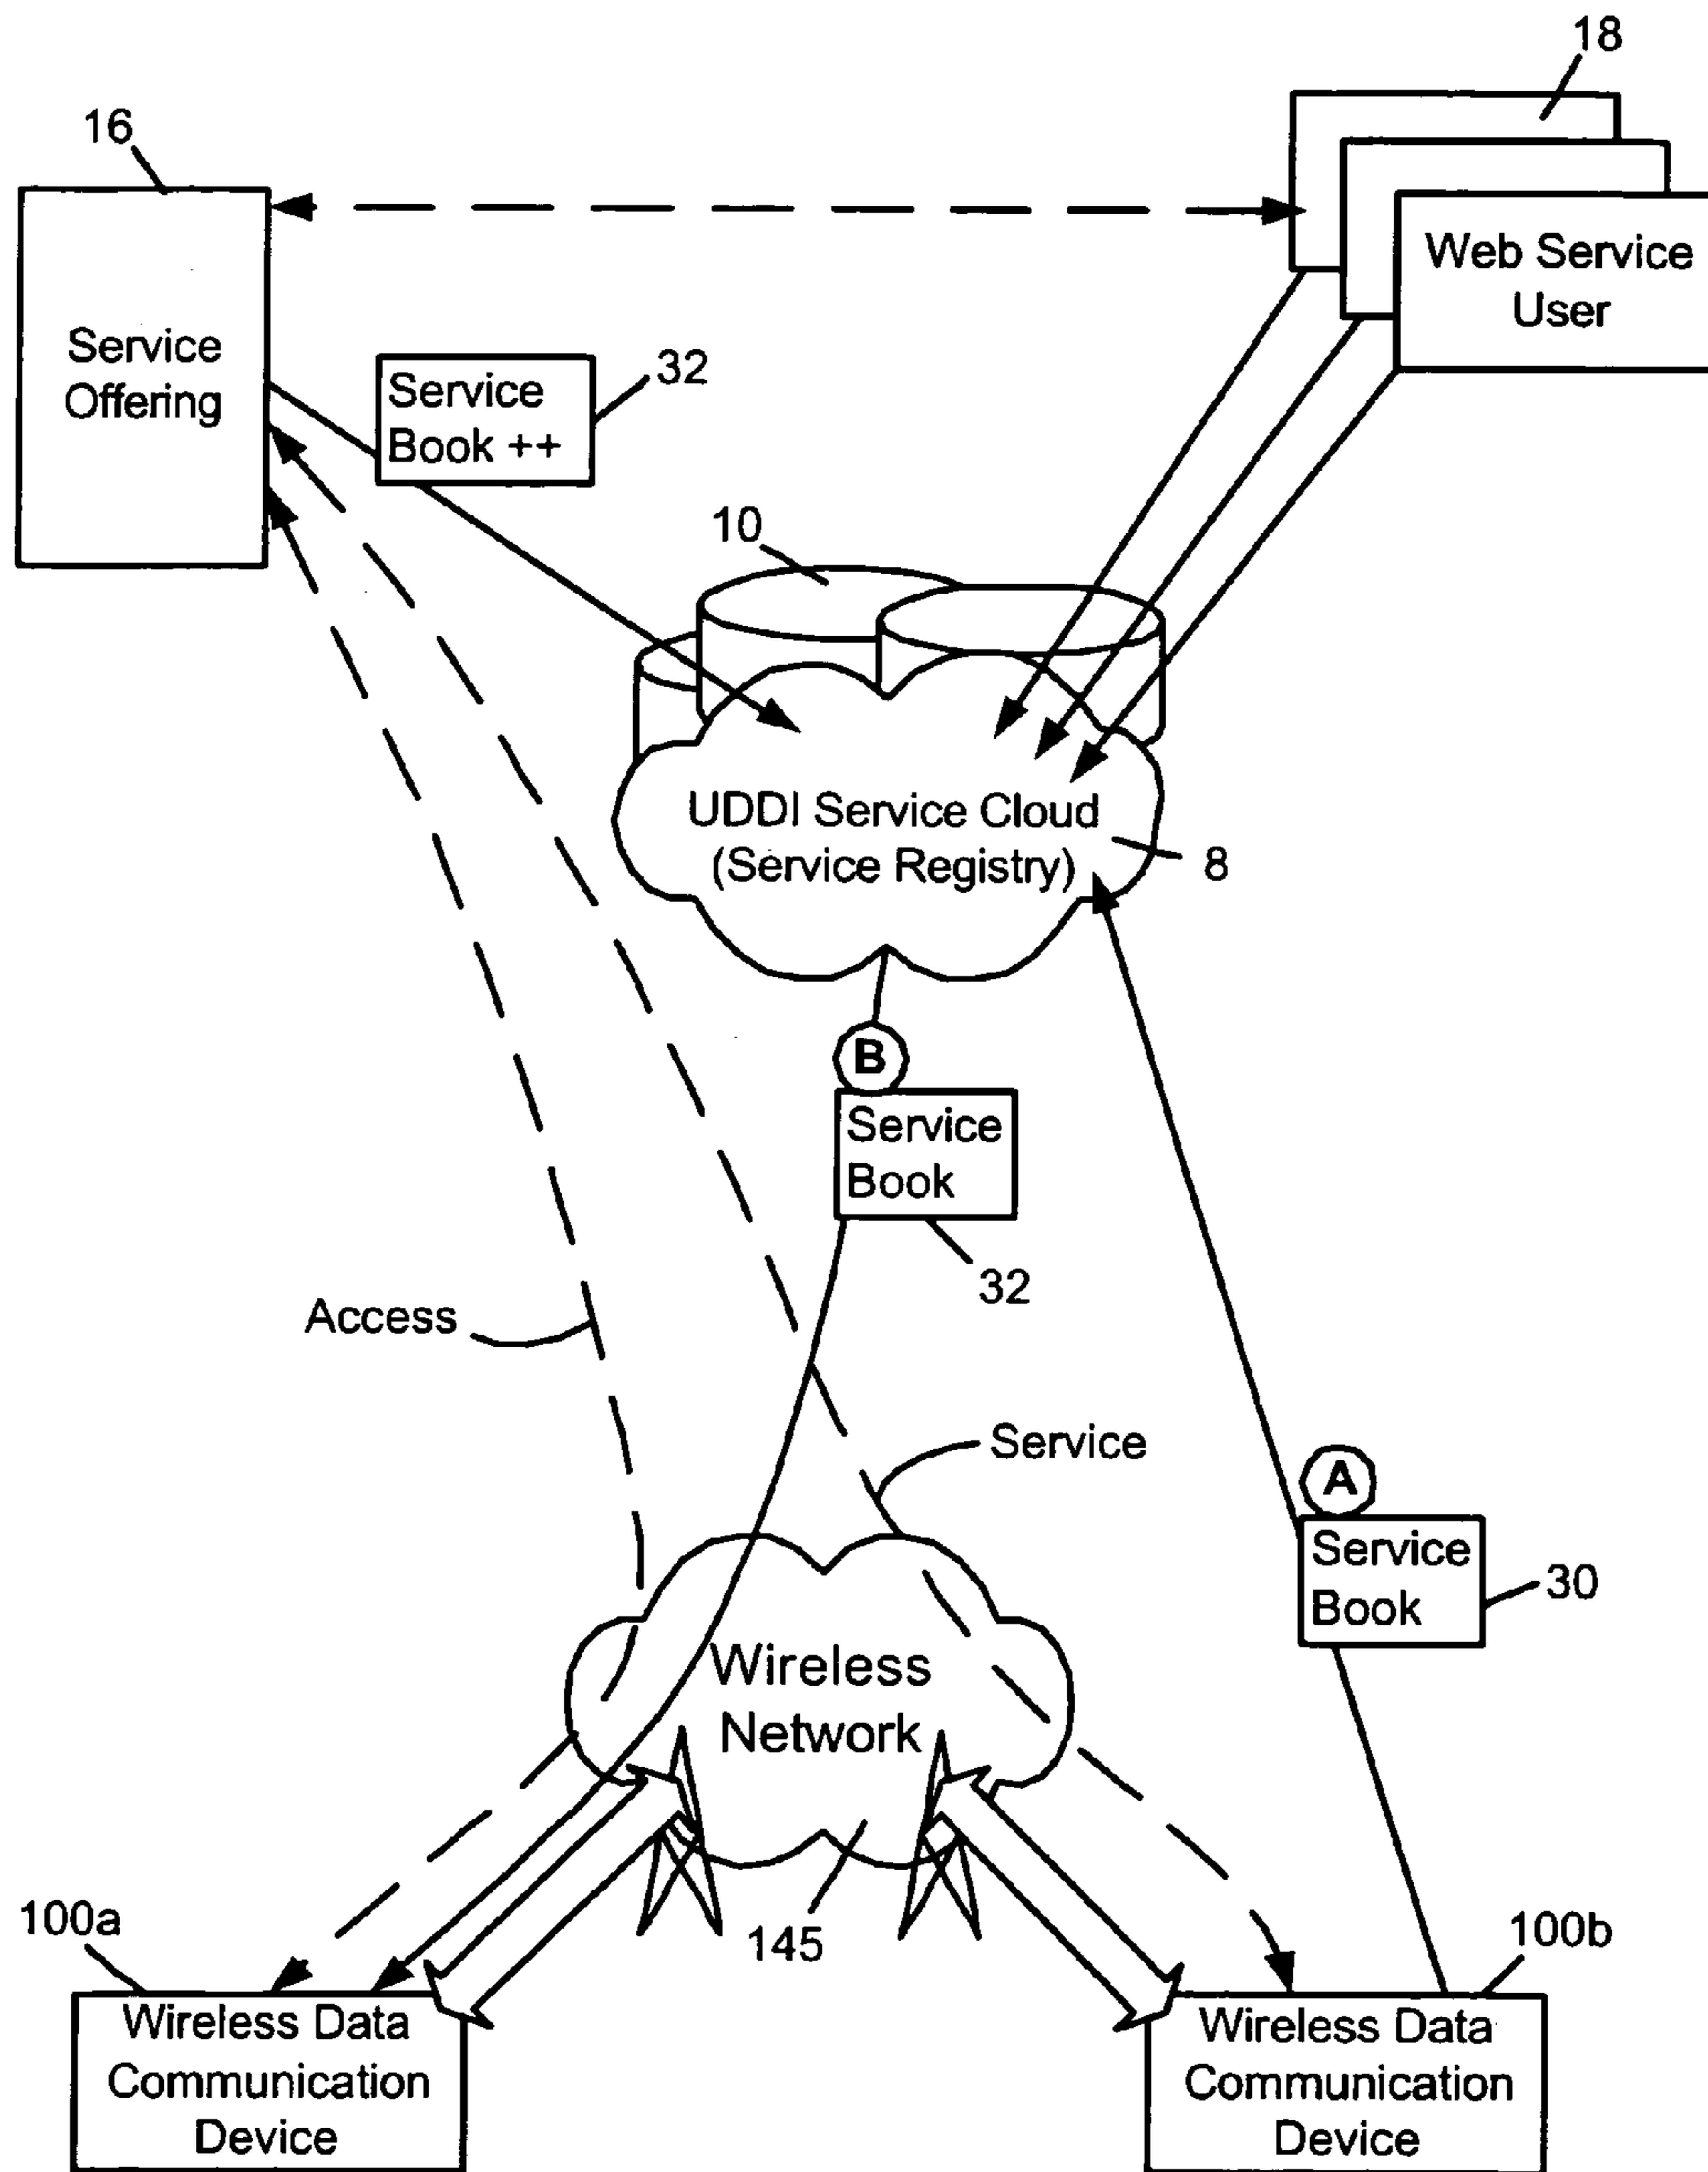 18
16
Web Service
User
Service
Offering
32
Service
Book ++
10
UDDI Service Cloud
(Service Registry)
8
B
Service
Book
32
Access
Service
A
Service
Book
30
Wireless
Network
145
100a
100b
Wireless Data
Communication
Device
Wireless Data
Communication
Device